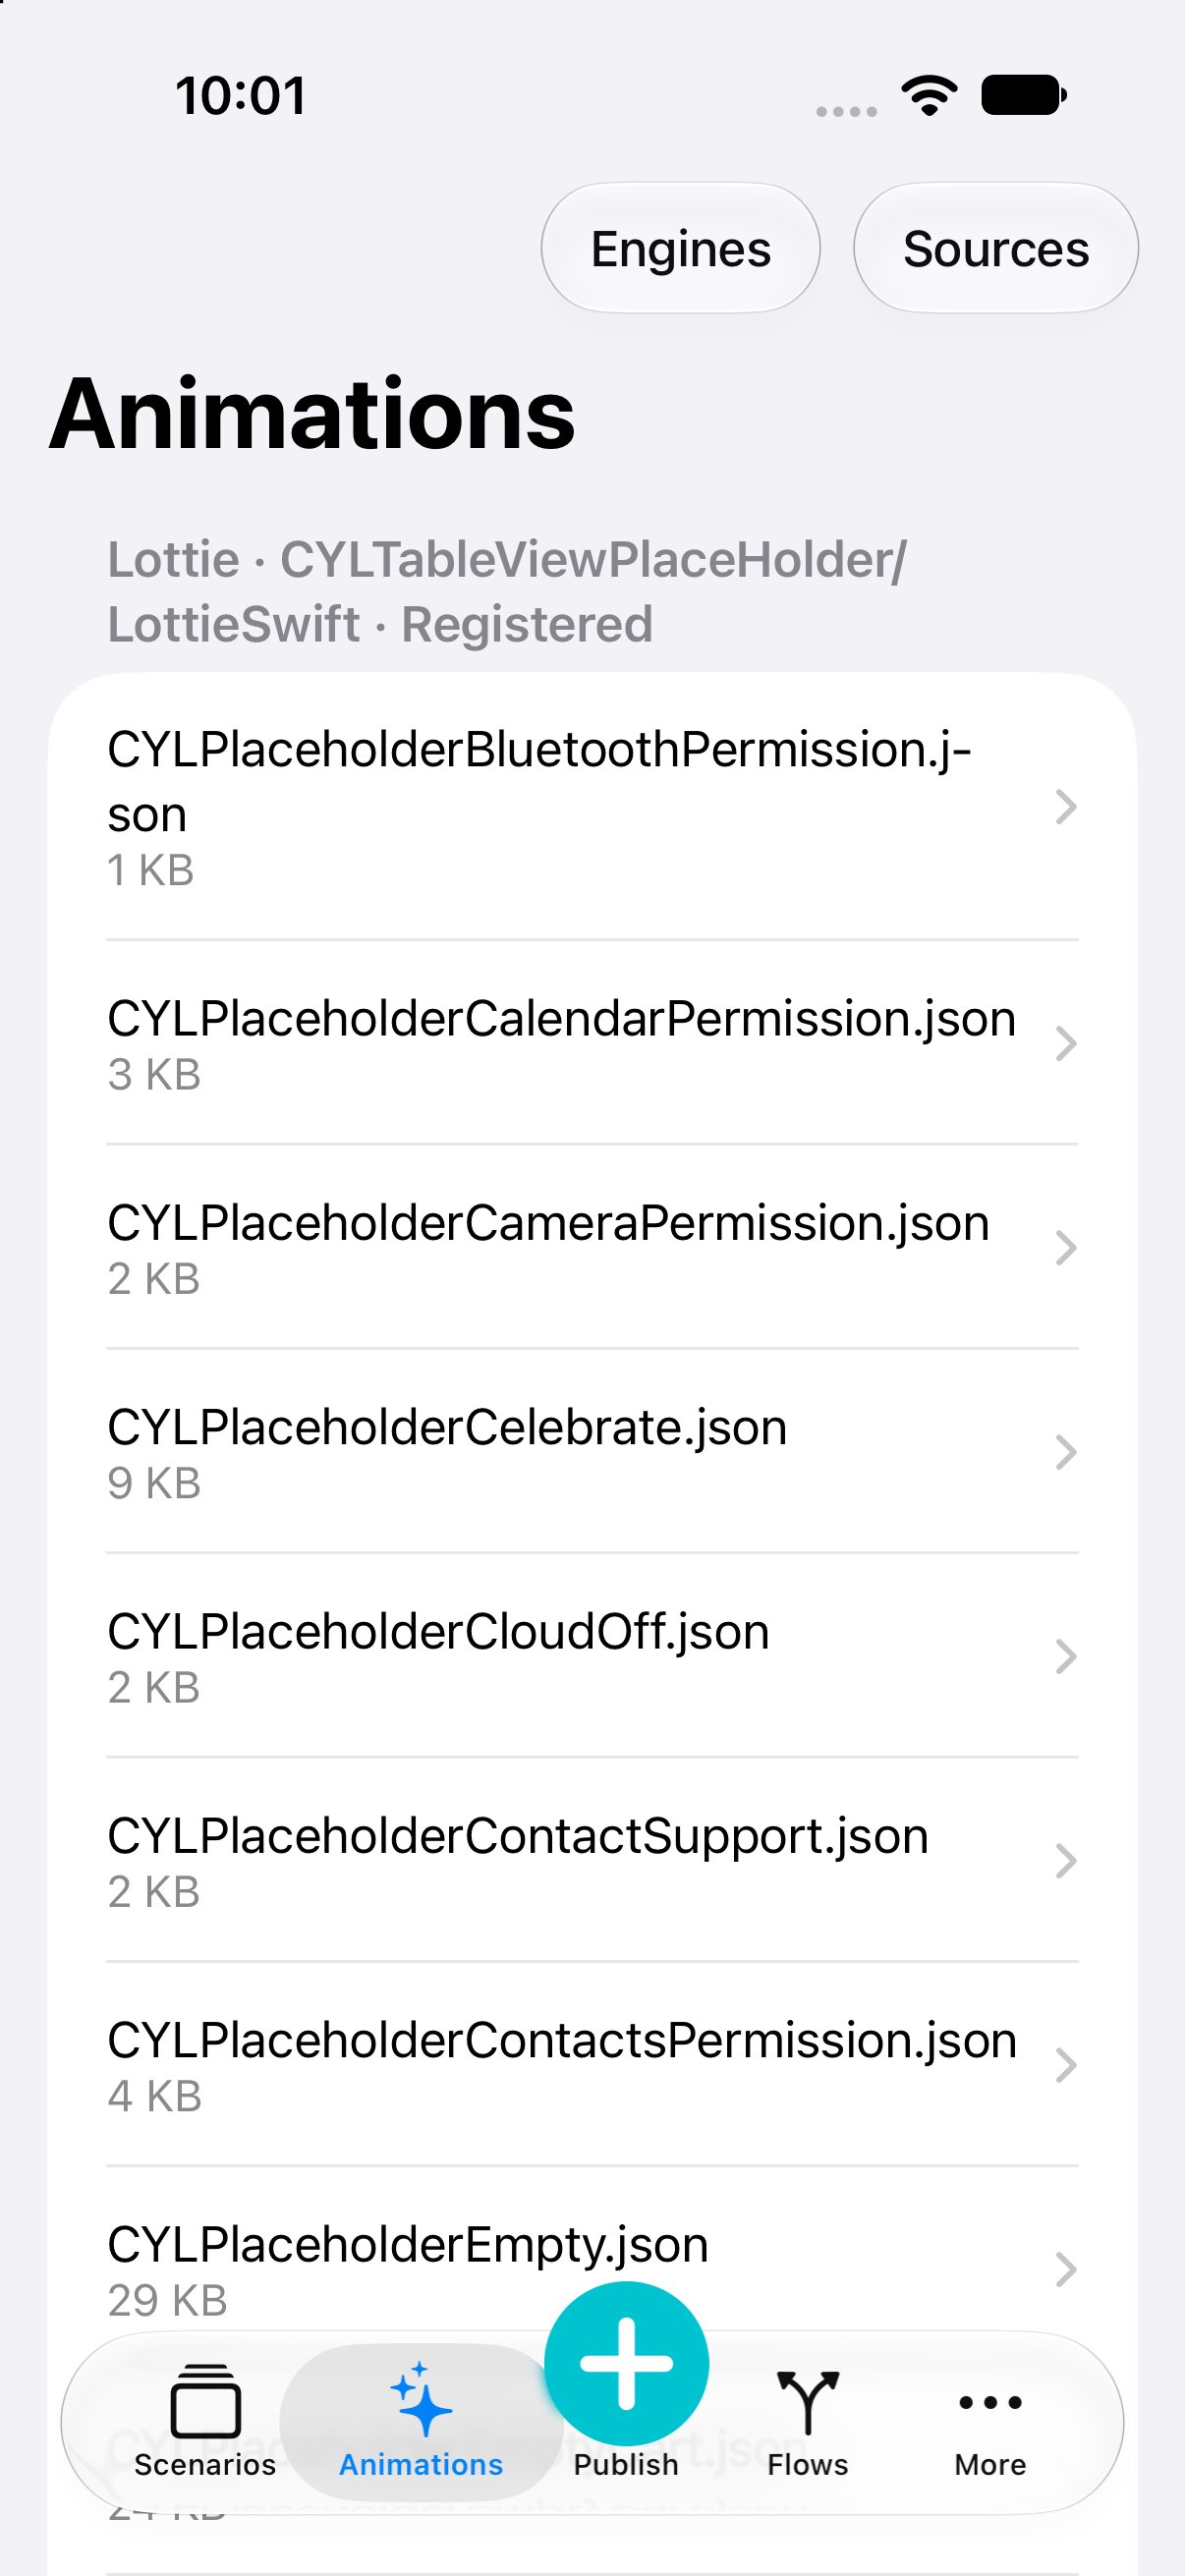 10:01
Engines
Sources
Animations
Lottie · CYLTableViewPlaceHolder/
LottieSwift · Registered
CYLPlaceholderBluetoothPermission.j-
son
1 KB
CYLPlaceholderCalendarPermission.json
3 KB
CYLPlaceholderCameraPermission.json
2 KB
CYLPlaceholderCelebrate.json
9 KB
CYLPlaceholderCloudOff.json
2 KB
CYLPlaceholderContactSupport.json
2 KB
CYLPlaceholderContactsPermission.json
4 KB
CYLPlaceholderEmpty.json
29 KB
Scenarios
Animations
Publish
Flows
More